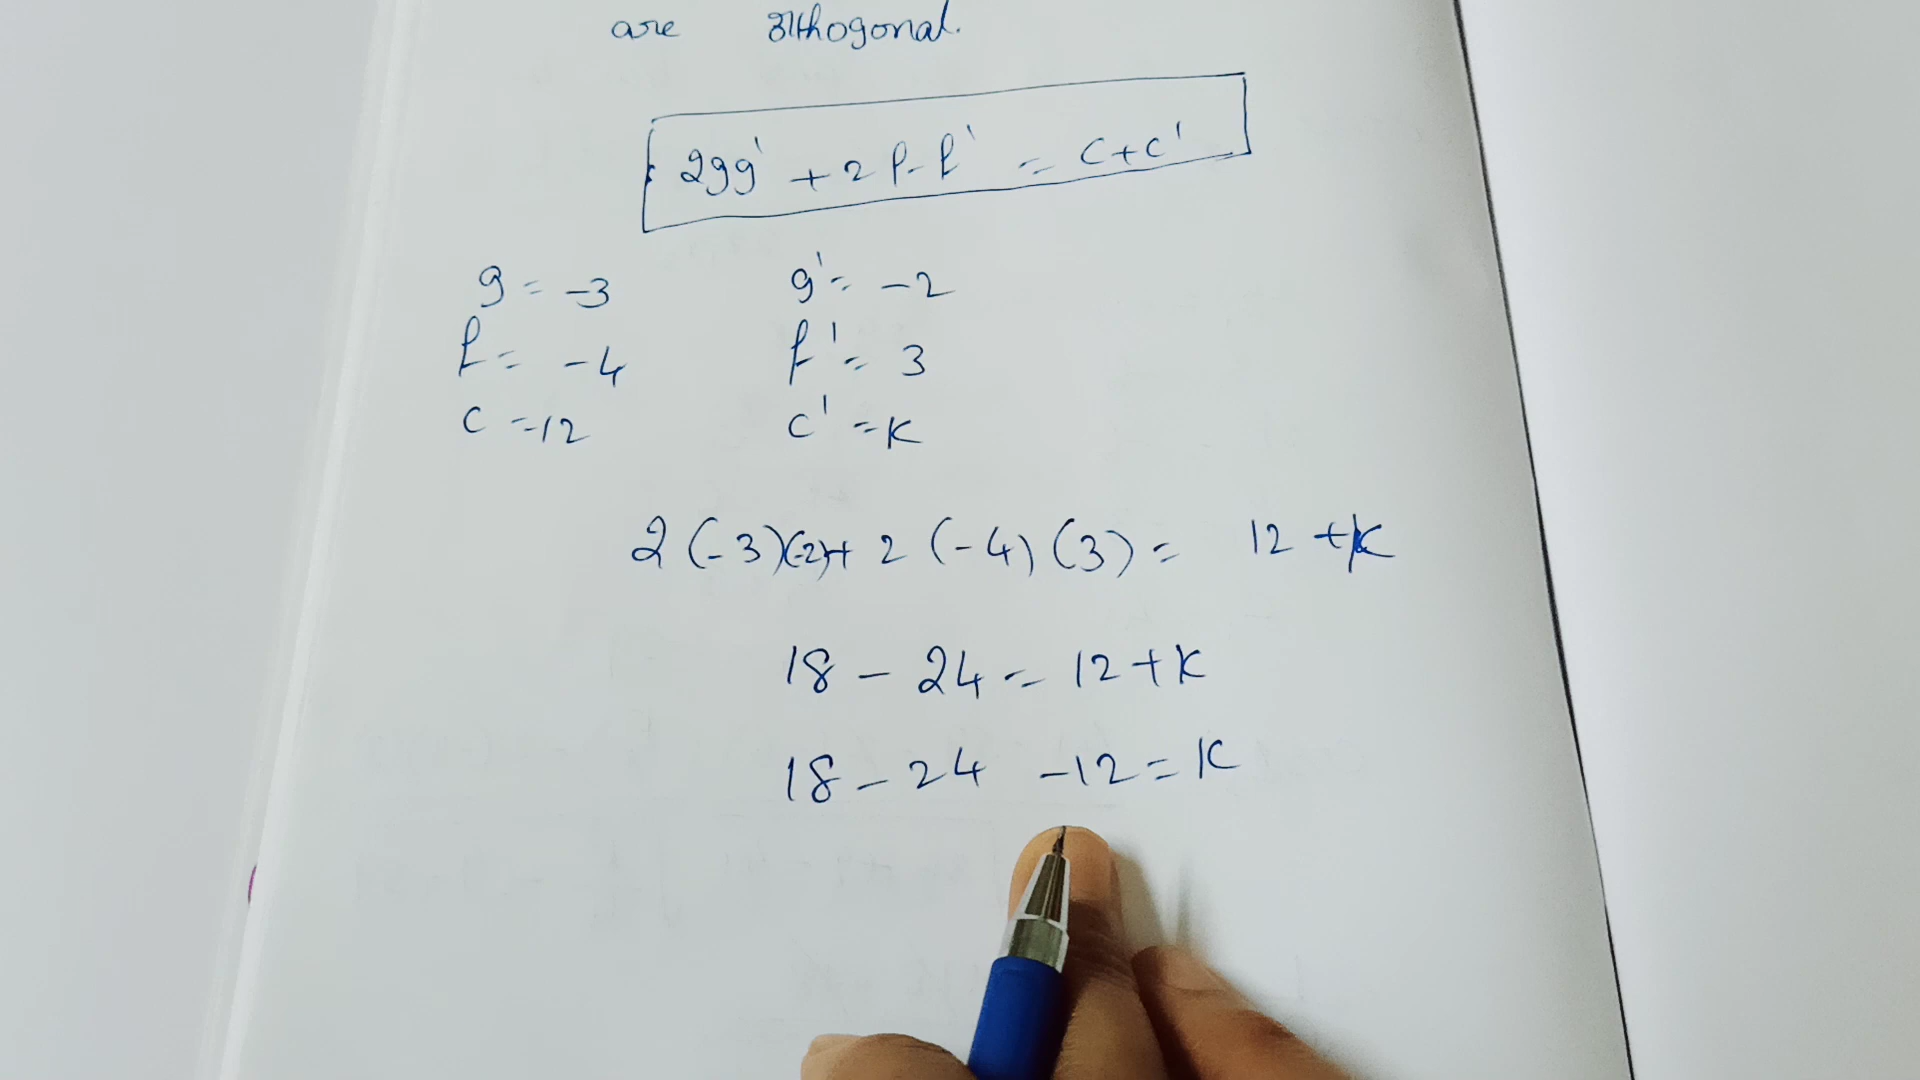 are orthogonal.
2gg' + 2 f.f' = c+c'
g = -3 g' = -2
f = -4 f' = 3
c = 12 c' = K
2 (-3)(-2)+ 2 (-4) (3) = 12 + K
18 - 24 = 12 + K
18 - 24 - 12 = K